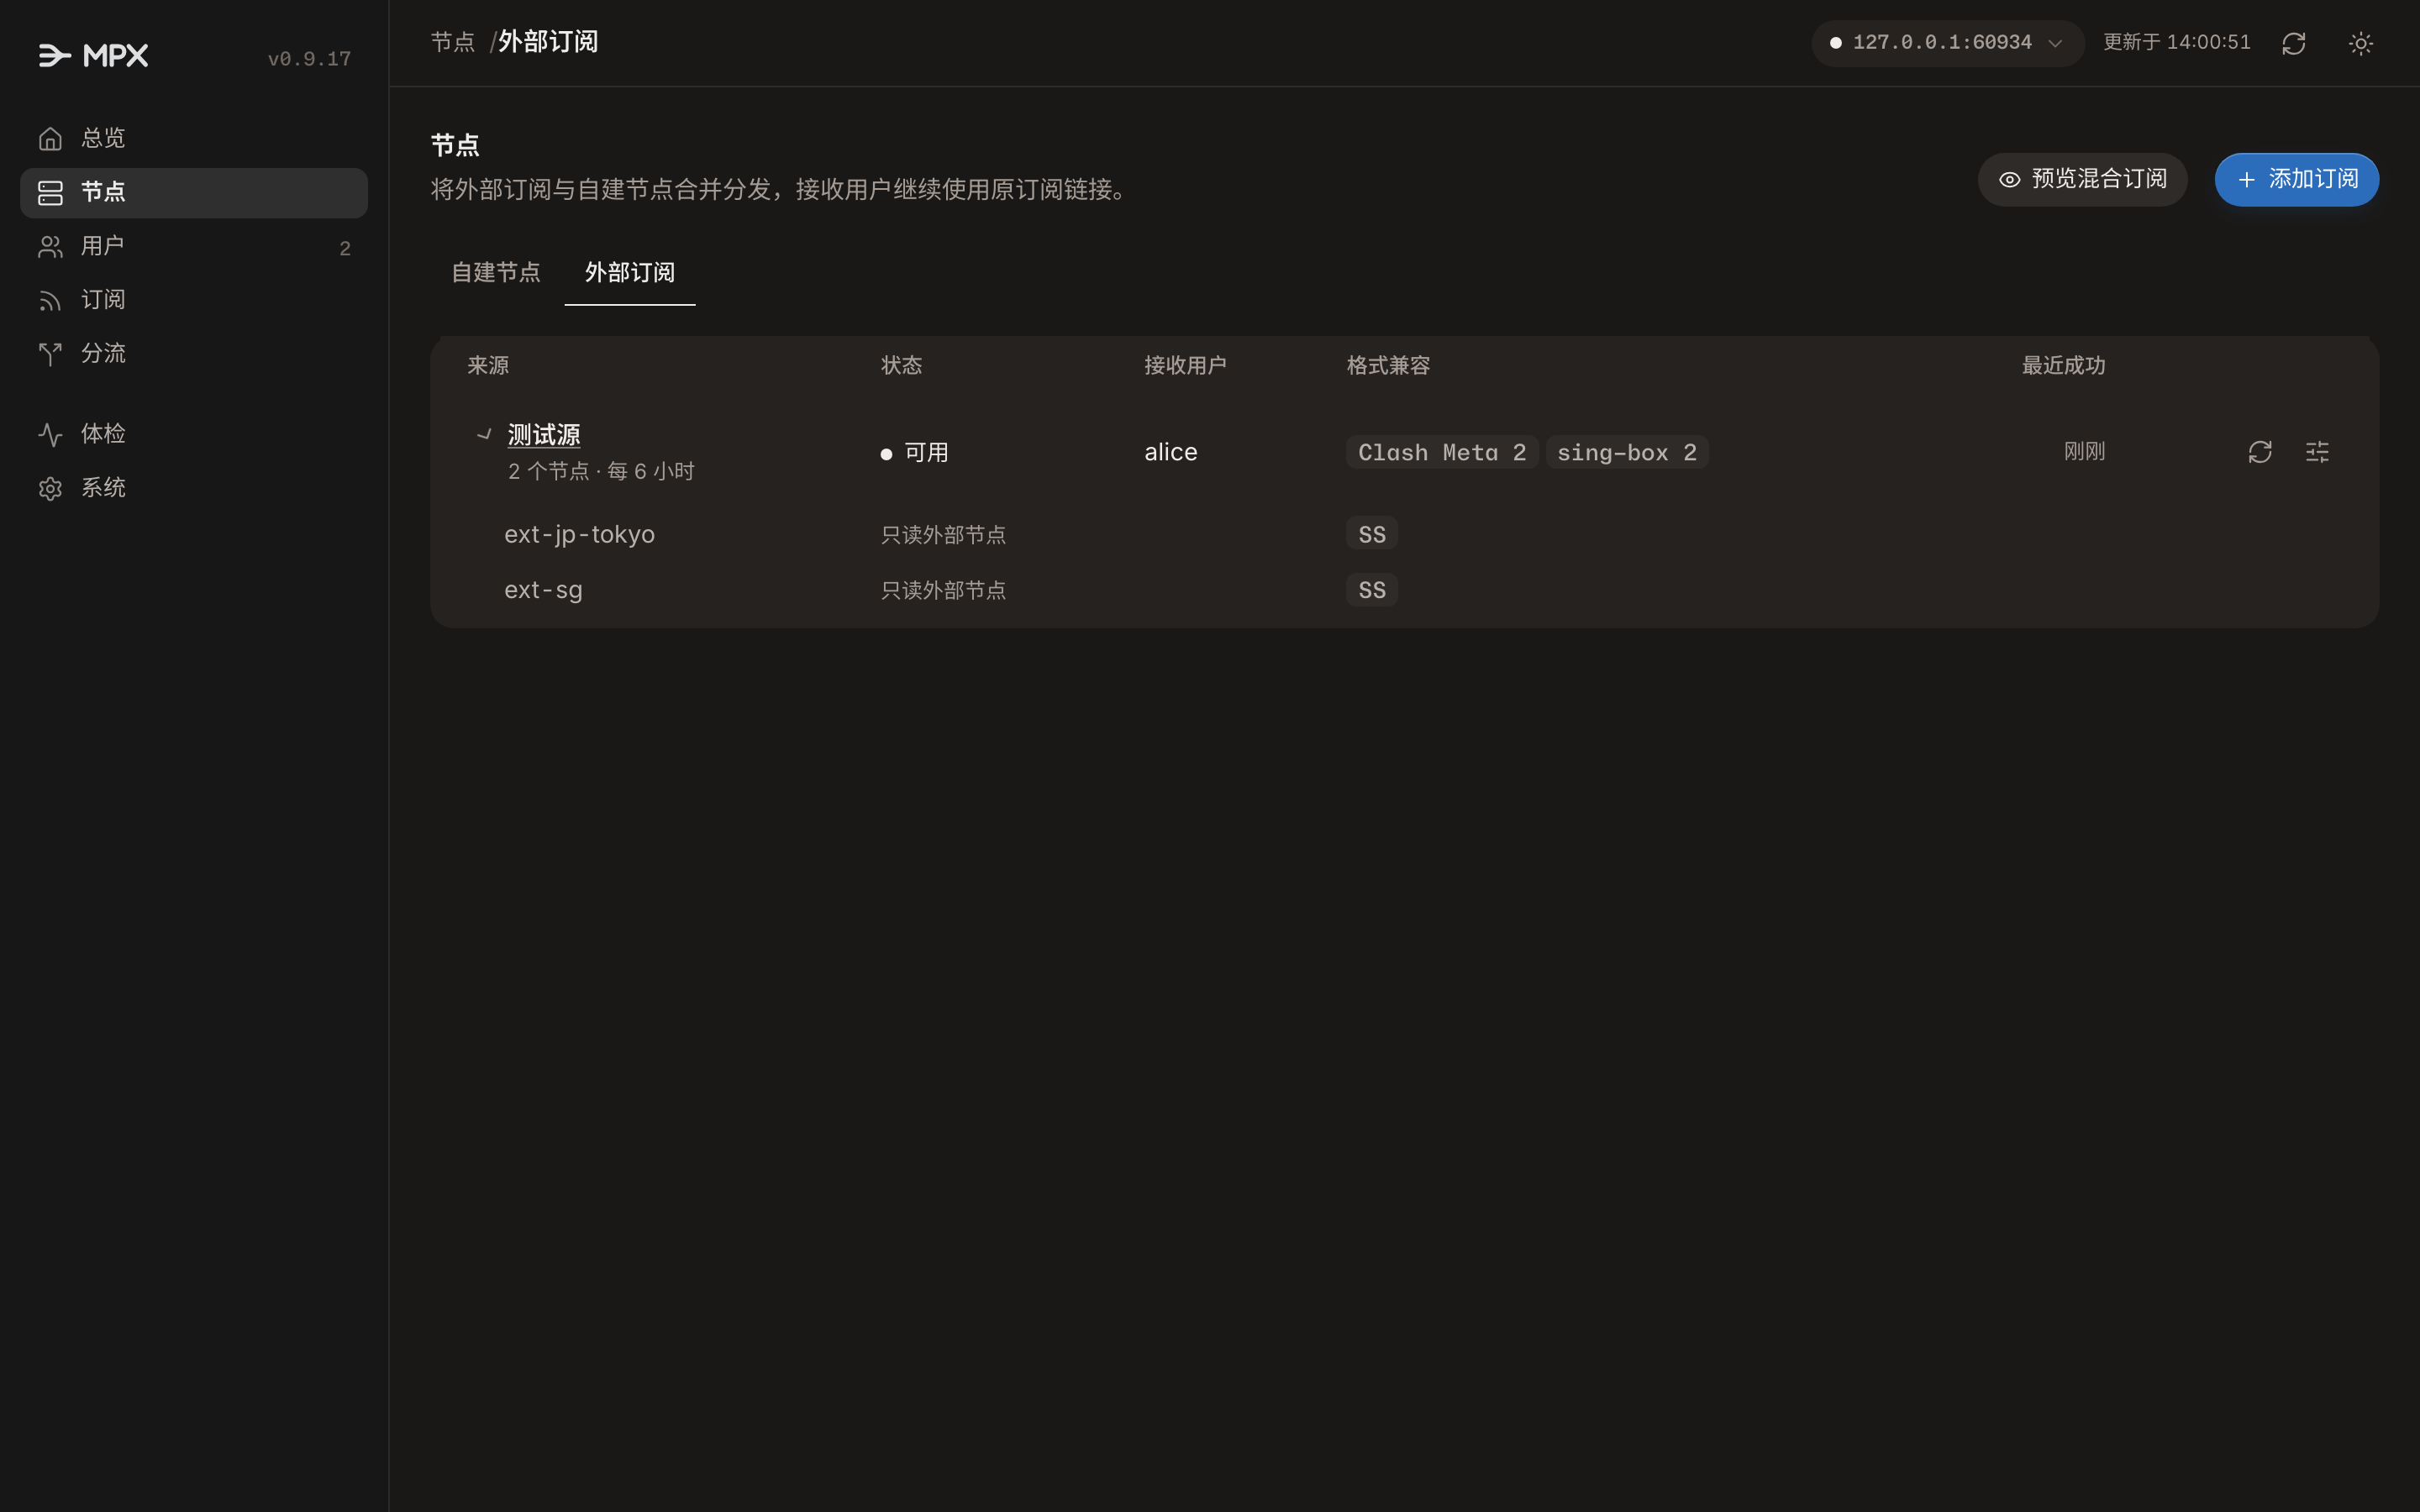 MPX v0.9.17
总览
节点
用户 2
订阅
分流
体检
系统
节点 /外部订阅
127.0.0.1:60934 更新于 14:00:51
节点
将外部订阅与自建节点合并分发，接收用户继续使用原订阅链接。
预览混合订阅 添加订阅
自建节点 外部订阅
来源 状态 接收用户 格式兼容 最近成功
测试源 可用 alice Clash Meta 2 sing-box 2 刚刚
2 个节点 · 每 6 小时
ext-jp-tokyo 只读外部节点 SS
ext-sg 只读外部节点 SS